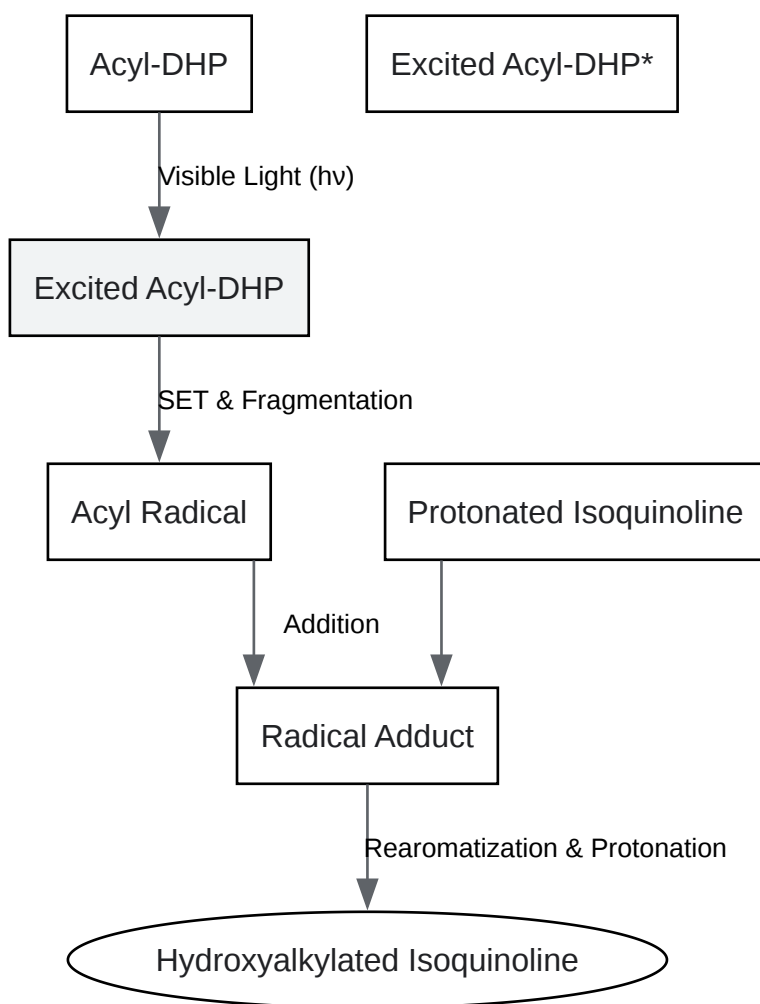 Acyl-DHP
Excited Acyl-DHP*
Visible Light (hν)
Excited Acyl-DHP
SET & Fragmentation
Acyl Radical
Protonated Isoquinoline
Addition
Radical Adduct
Rearomatization & Protonation
Hydroxyalkylated Isoquinoline